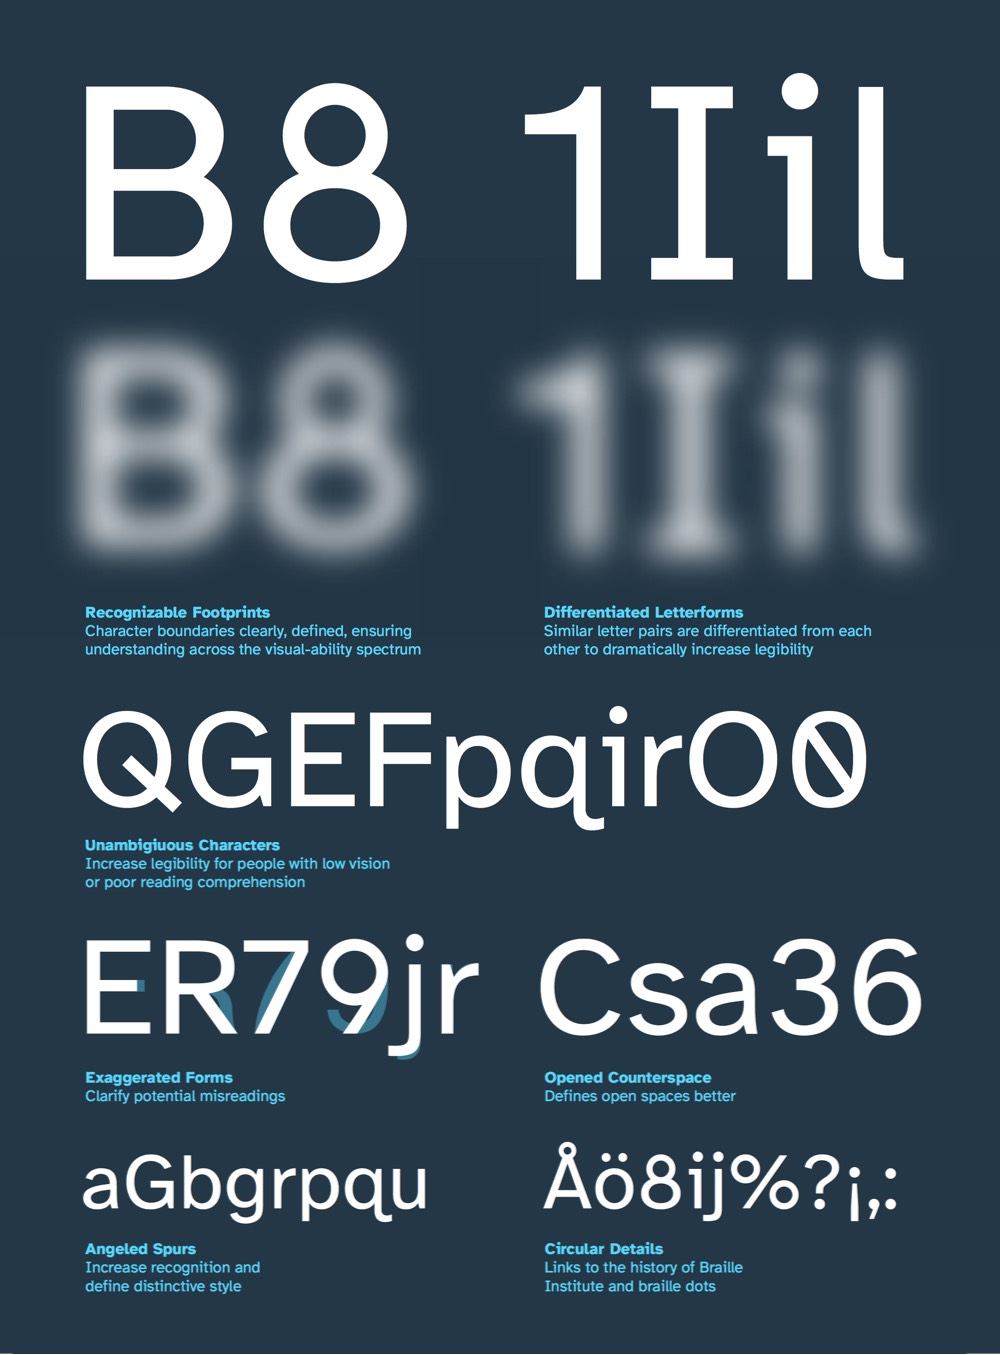 B8 1Iil
B8 1Iil
Recognizable Footprints
Character boundaries clearly, defined, ensuring
understanding across the visual-ability spectrum
Differentiated Letterforms
Similar letter pairs are differentiated from each
other to dramatically increase legibility
QGEFpqirO0
Unambigiuous Characters
Increase legibility for people with low vision
or poor reading comprehension
ER79jr
Exaggerated Forms
Clarify potential misreadings
Csa36
Opened Counterspace
Defines open spaces better
aGbgrpqu
Angeled Spurs
Increase recognition and
define distinctive style
Åö8ij%?¡,:
Circular Details
Links to the history of Braille
Institute and braille dots